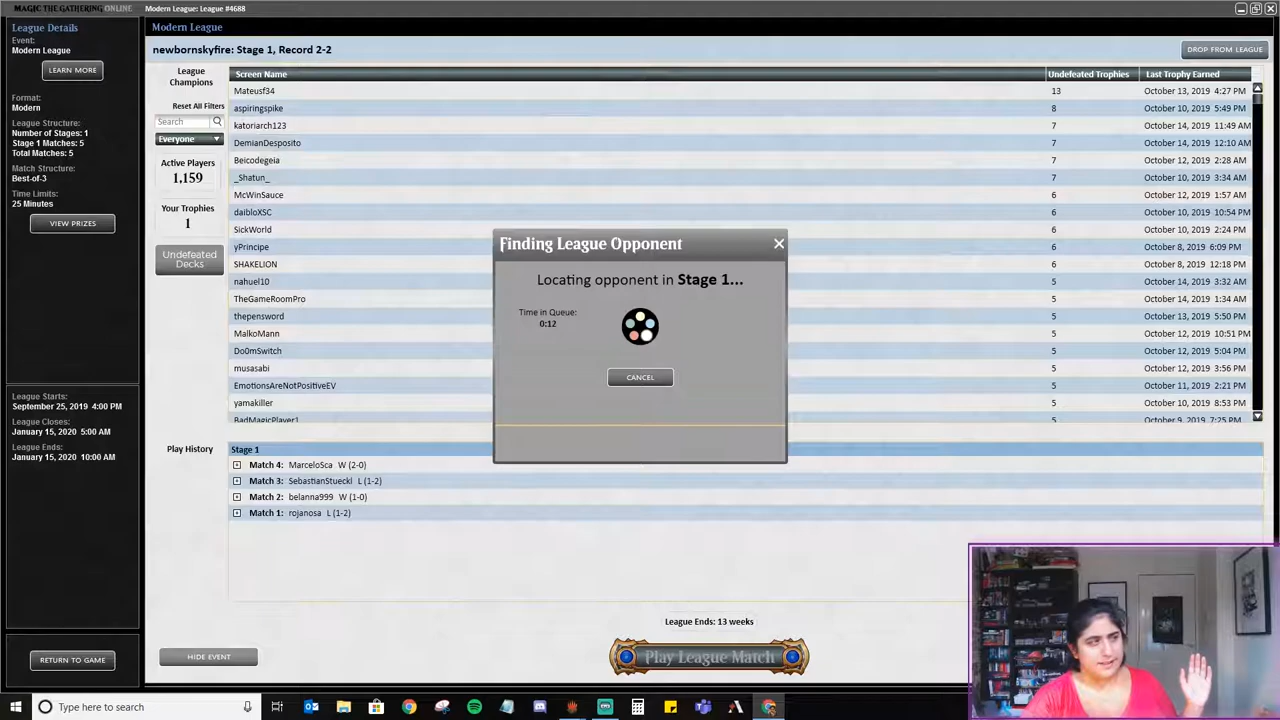 MAGIC THE GATHERING ONLINE
Modern League: League #4688
League Details
Event:
Modern League
LEARN MORE
Format:
Modern
League Structure:
Number of Stages: 1
Stage 1 Matches: 5
Total Matches: 5
Match Structure:
Best-of-3
Time Limits:
25 Minutes
VIEW PRIZES
League Starts:
September 25, 2019 4:00 PM
League Closes:
January 15, 2020 5:00 AM
League Ends:
January 15, 2020 10:00 AM
RETURN TO GAME
Modern League
newbornskyfire: Stage 1, Record 2-2
DROP FROM LEAGUE
League Champions
Reset All Filters
Search
Everyone
Active Players
1,159
Your Trophies
1
Undefeated Decks
Screen Name Undefeated Trophies Last Trophy Earned
Mateusf34 13 October 13, 2019 4:27 PM
aspiringspike 8 October 10, 2019 5:49 PM
katoriarch123 7 October 14, 2019 11:49 AM
DemianDesposito 7 October 14, 2019 12:10 AM
Beicodegeia 7 October 12, 2019 2:28 AM
_Shatun_ 7 October 10, 2019 3:34 AM
McWinSauce 6 October 12, 2019 1:57 AM
daibloXSC 6 October 10, 2019 10:54 PM
SickWorld 6 October 10, 2019 2:24 PM
yPrincipe 6 October 8, 2019 6:09 PM
SHAKELION 6 October 8, 2019 12:18 PM
nahuel10 5 October 14, 2019 3:32 AM
TheGameRoomPro 5 October 14, 2019 1:34 AM
thepensword 5 October 13, 2019 5:50 PM
MalkoMann 5 October 12, 2019 10:51 PM
Do0mSwitch 5 October 12, 2019 5:04 PM
musasabi 5 October 12, 2019 3:56 PM
EmotionsAreNotPositiveEV 5 October 11, 2019 2:21 PM
yamakiller 5 October 10, 2019 8:53 PM
BadMagicPlayer1 5 October 9, 2019 7:25 PM
Finding League Opponent
Locating opponent in Stage 1...
Time in Queue:
0:12
CANCEL
Play History
Stage 1
Match 4: MarceloSca W (2-0)
Match 3: SebastianStueckl L (1-2)
Match 2: belanna999 W (1-0)
Match 1: rojanosa L (1-2)
League Ends: 13 weeks
HIDE EVENT
Play League Match
Type here to search